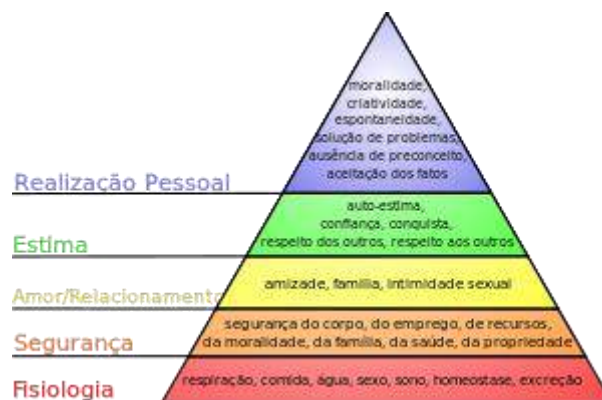 moralidade,
criatividade,
espontaneidade,
solução de problemas,
ausência de preconceito,
aceitação dos fatos
Realização Pessoal
auto-estima,
confiança, conquista,
respeito dos outros, respeito aos outros
Estima
amizade, família, intimidade sexual
Amor/Relacionamento
segurança do corpo, do emprego, de recursos,
da moralidade, da família, da saúde, da propriedade
Segurança
respiração, comida, água, sexo, sono, homeostase, excreção
Fisiologia